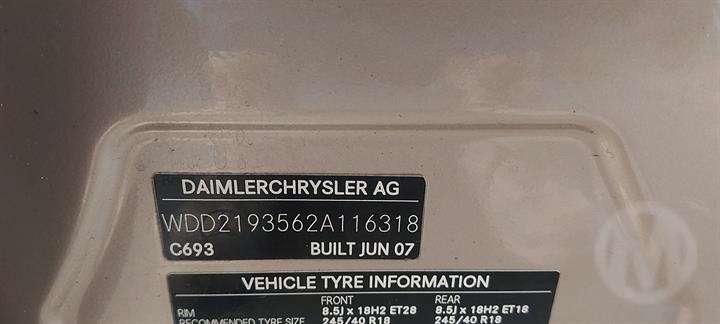 DAIMLERCHRYSLER AG
WDD2193562A116318
C693 BUILT JUN 07
VEHICLE TYRE INFORMATION
FRONT REAR
RIM 8.5J x 18H2 ET28 8.5J x 18H2 ET18
RECOMMENDED TYRE SIZE 245/40 R18 245/40 R18
M